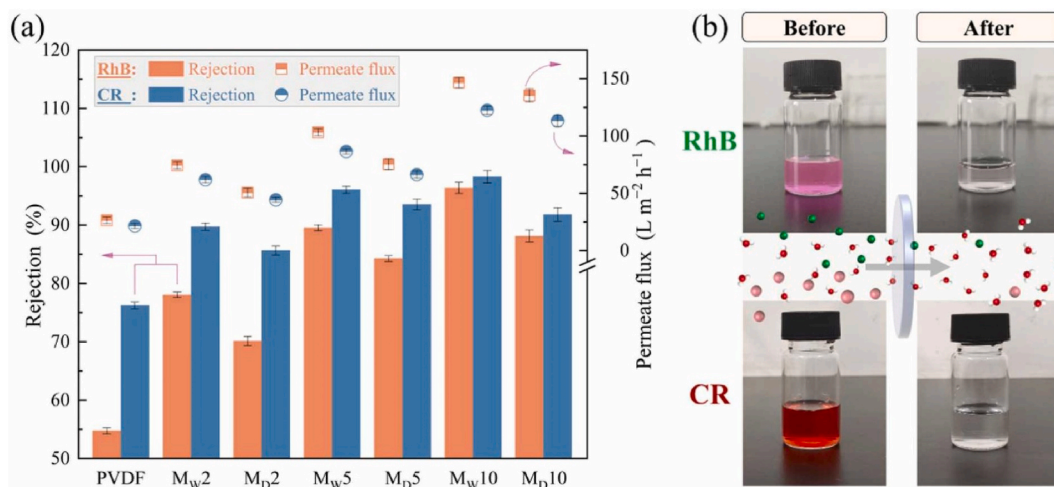 (a)
120
110
100
90
80
70
60
50
Rejection (%)
RhB: Rejection Permeate flux
CR : Rejection Permeate flux
150
100
50
0
Permeate flux (L m⁻² h⁻¹)
PVDF M_W2 M_D2 M_W5 M_D5 M_W10 M_D10
(b)
Before After
RhB
CR